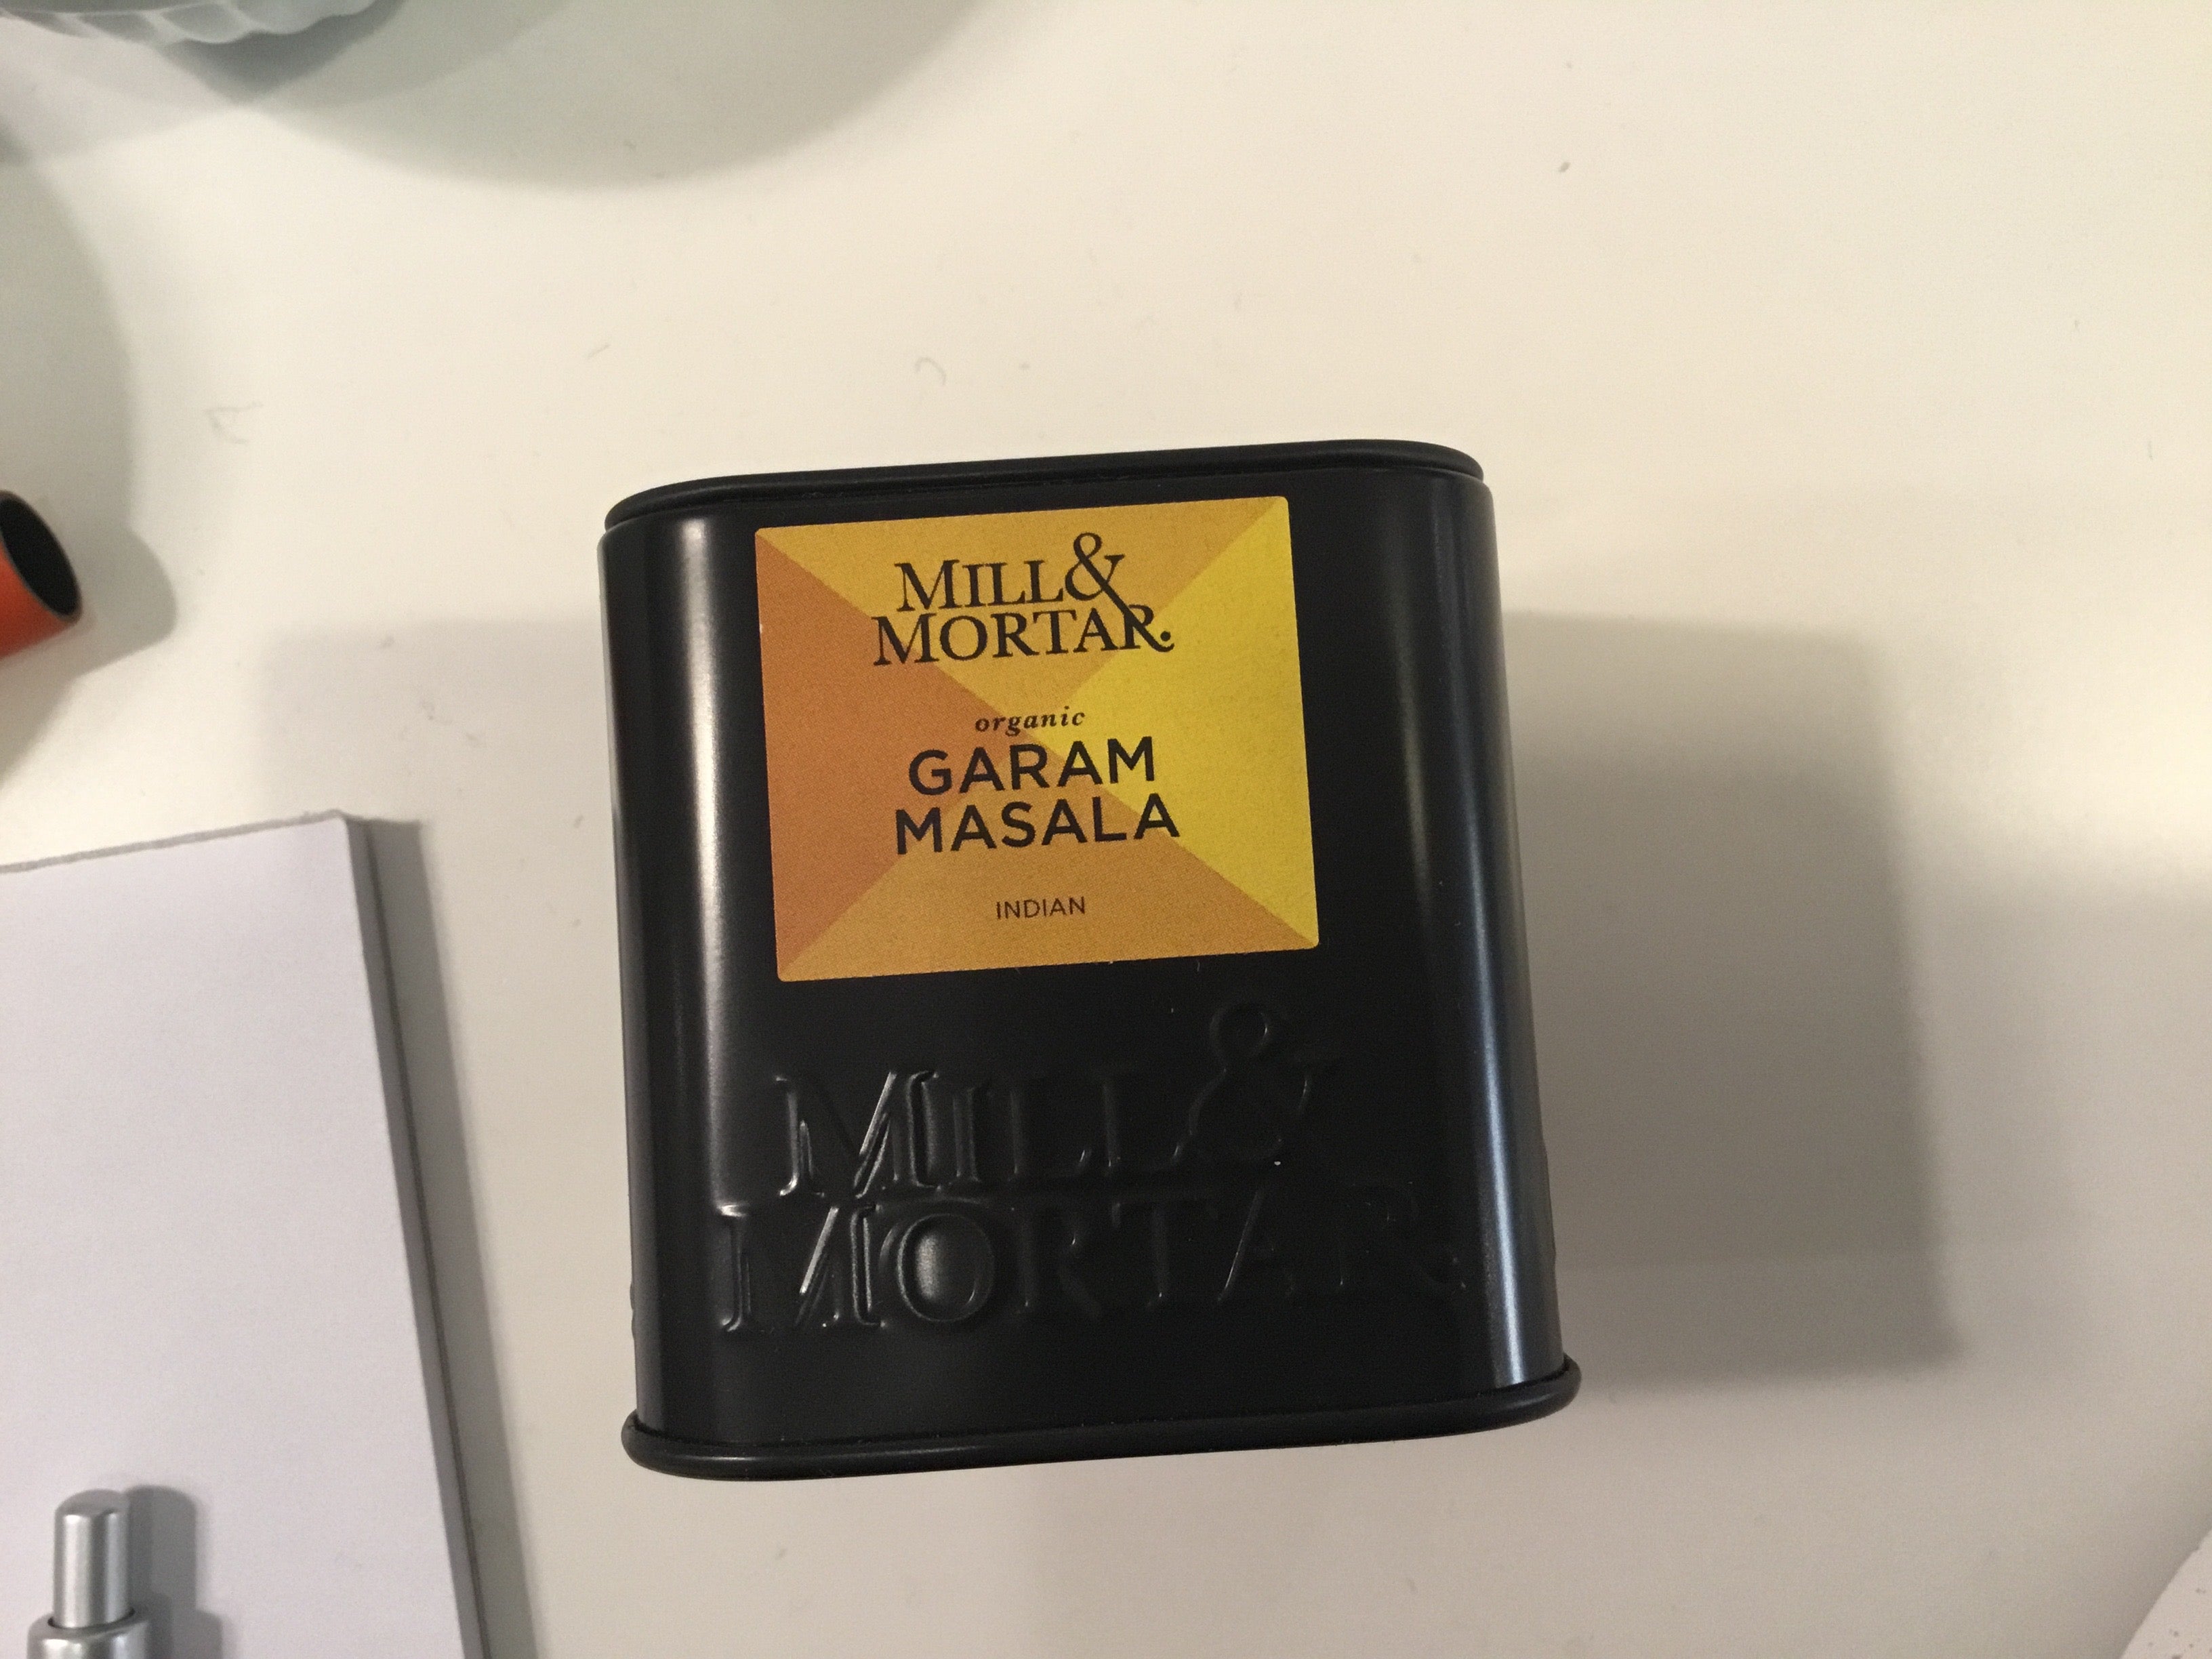 MILL&
MORTAR.
organic
GARAM
MASALA
INDIAN
MILL&
MORTAR.